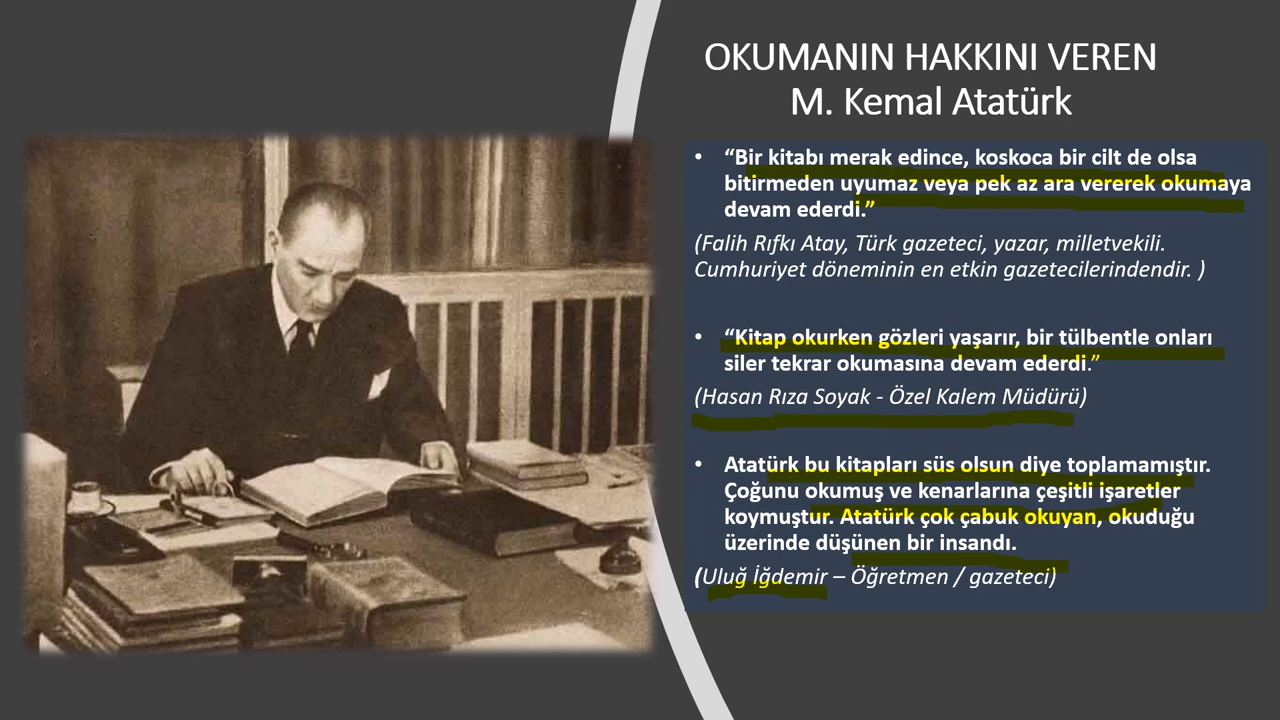 OKUMANIN HAKKINI VEREN
M. Kemal Atatürk
• “Bir kitabı merak edince, koskoca bir cilt de olsa
bitirmeden uyumaz veya pek az ara vererek okumaya
devam ederdi.”
(Falih Rıfkı Atay, Türk gazeteci, yazar, milletvekili.
Cumhuriyet döneminin en etkin gazetecilerindendir. )
• “Kitap okurken gözleri yaşarır, bir tülbentle onları
siler tekrar okumasına devam ederdi.”
(Hasan Rıza Soyak - Özel Kalem Müdürü)
• Atatürk bu kitapları süs olsun diye toplamamıştır.
Çoğunu okumuş ve kenarlarına çeşitli işaretler
koymuştur. Atatürk çok çabuk okuyan, okuduğu
üzerinde düşünen bir insandı.
(Uluğ İğdemir – Öğretmen / gazeteci)